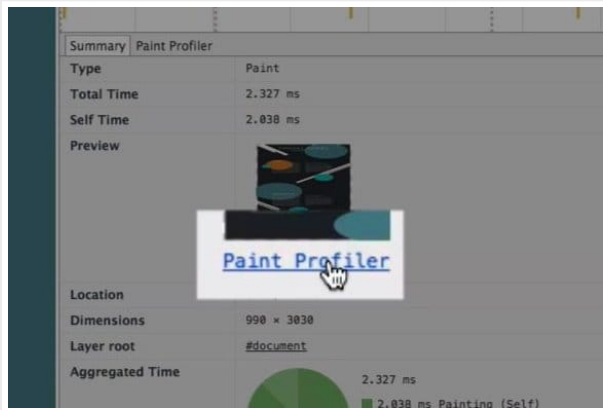 Summary Paint Profiler
Type Paint
Total Time 2.327 ms
Self Time 2.038 ms
Preview
Paint Profiler
Location
Dimensions 990 × 3030
Layer root #document
Aggregated Time
2.327 ms
2.038 ms Painting (Self)